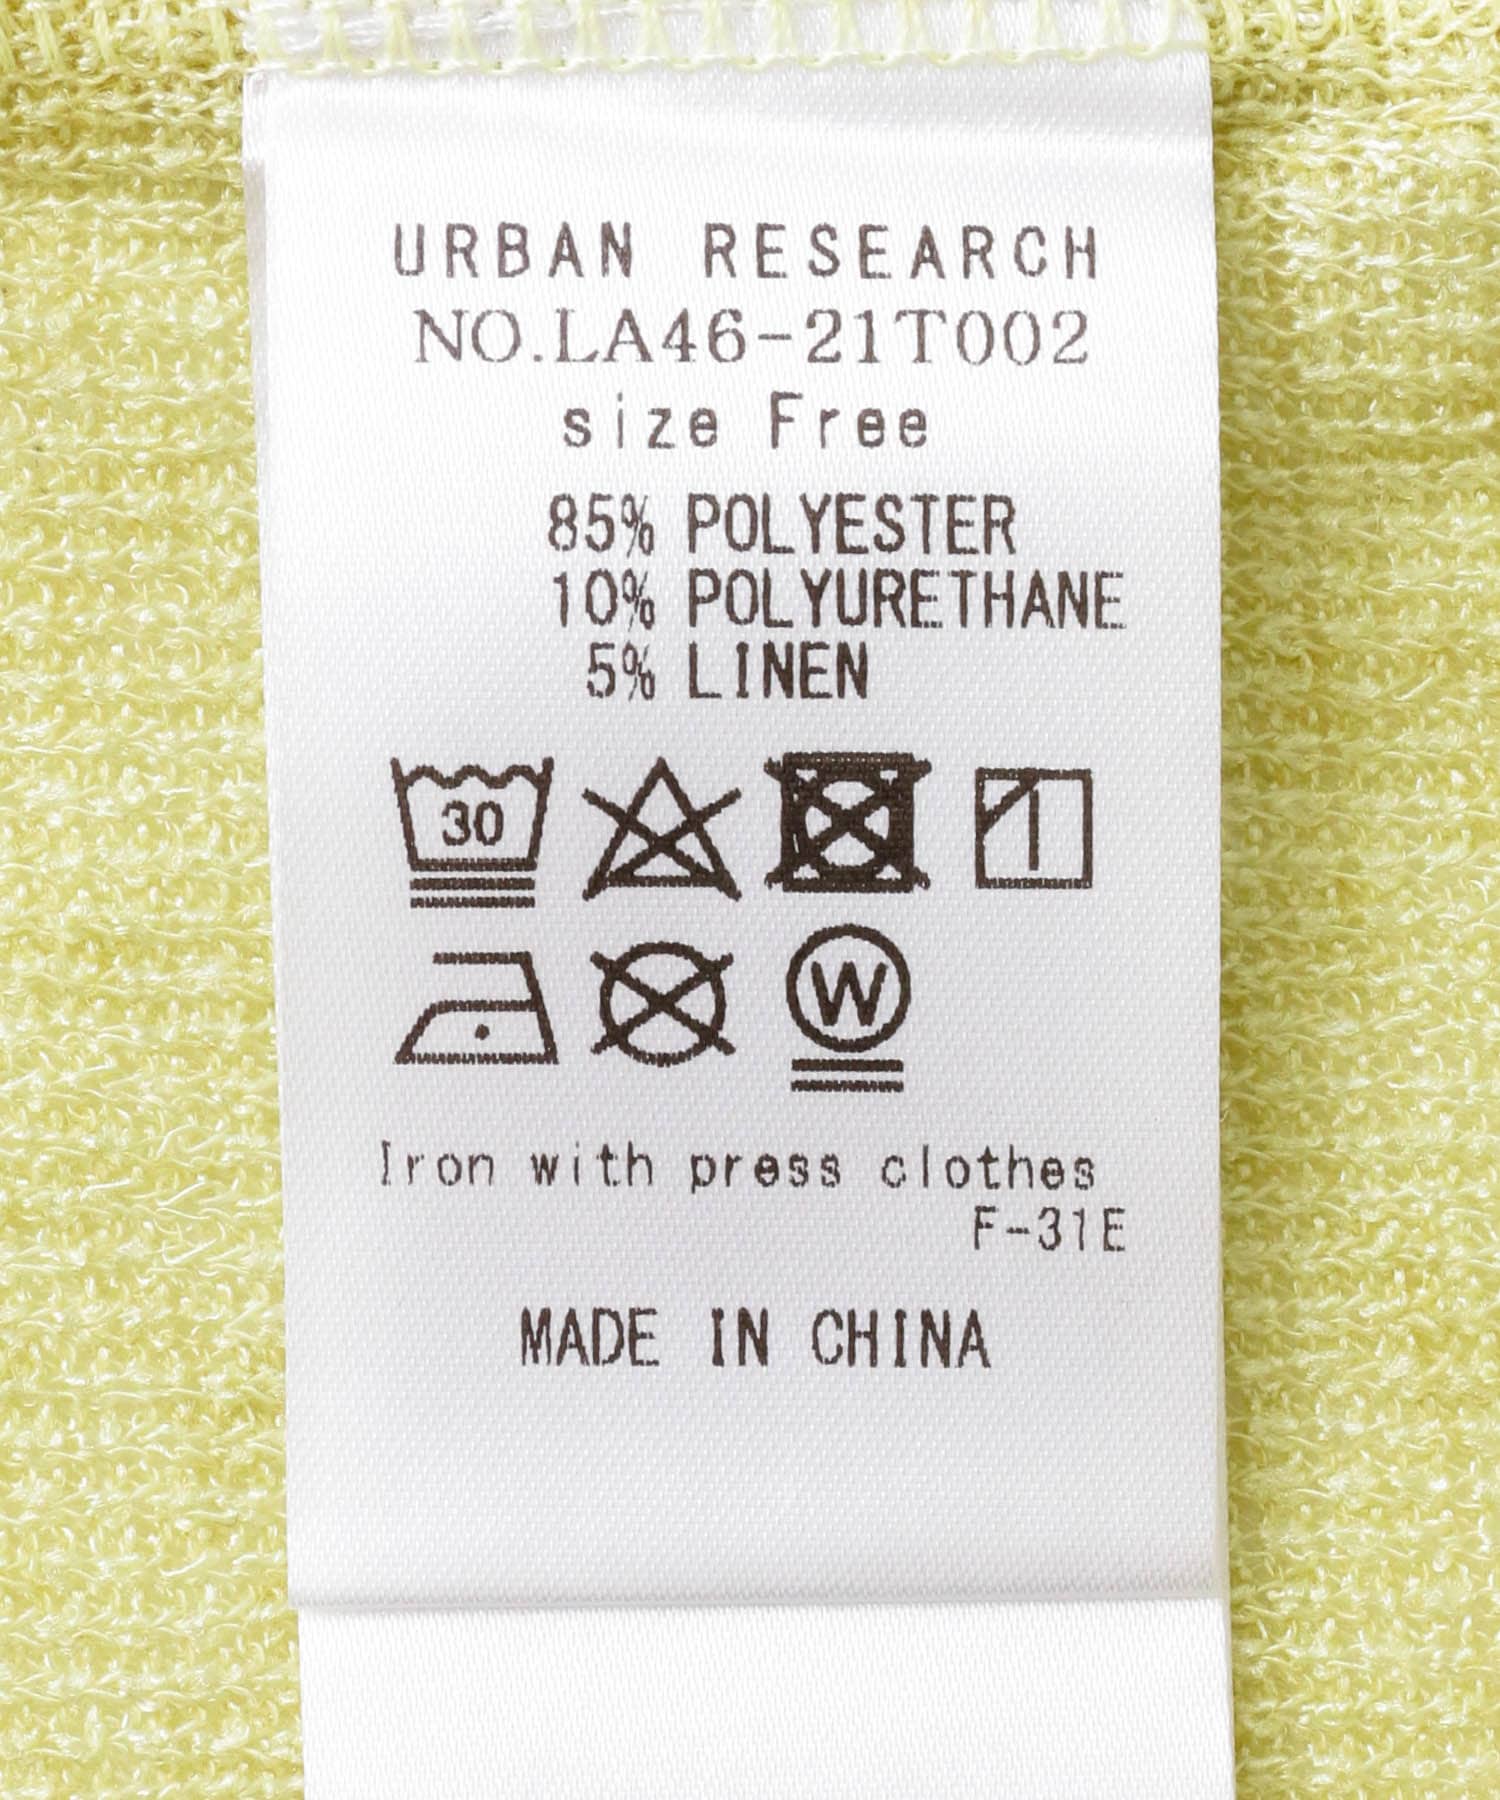 URBAN RESEARCH
NO.LA46-21T002
size Free
85% POLYESTER
10% POLYURETHANE
5% LINEN
30
W
Iron with press clothes
F-31E
MADE IN CHINA